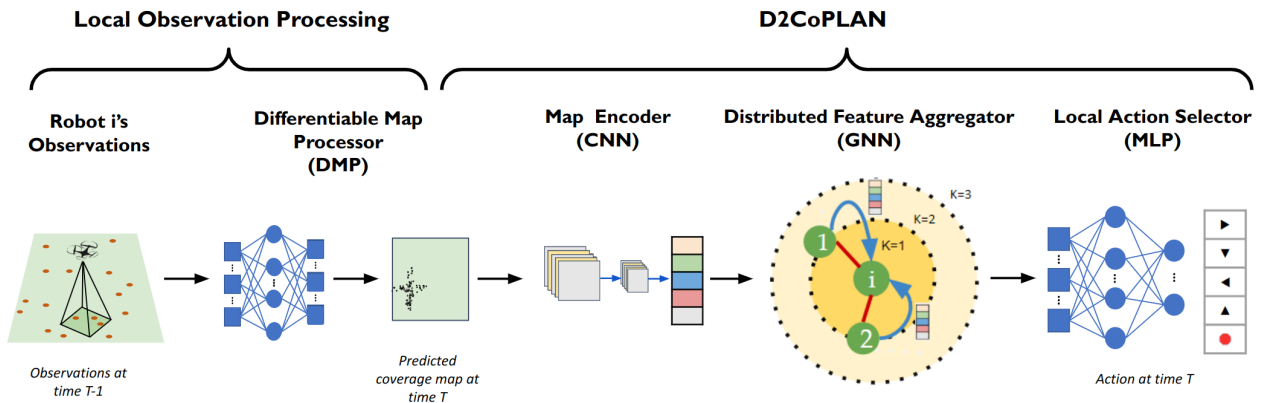 Local Observation Processing
D2CoPLAN
Robot i's
Observations
Differentiable Map
Processor
(DMP)
Map Encoder
(CNN)
Distributed Feature Aggregator
(GNN)
Local Action Selector
(MLP)
K=3
K=2
K=1
1
i
2
Observations at
time T-1
Predicted
coverage map at
time T
Action at time T